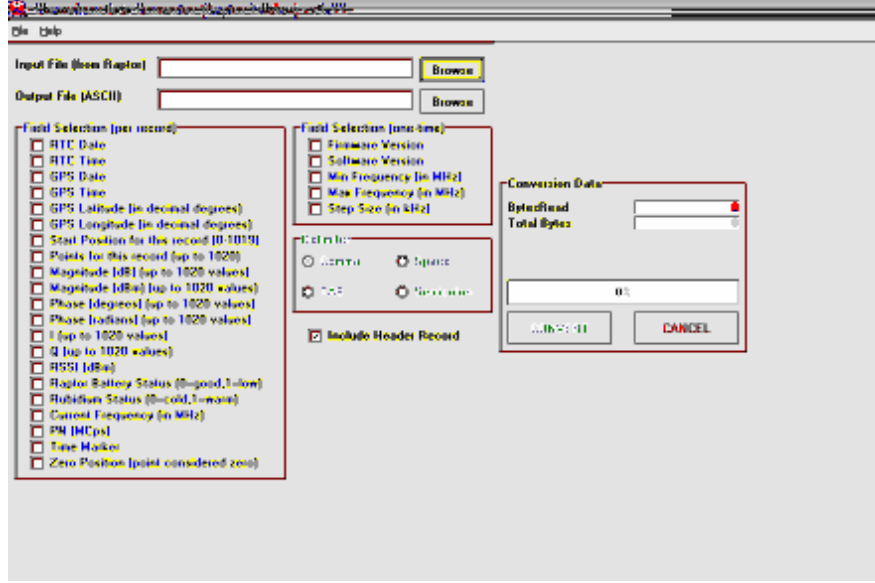 File Help
Input File (from Raptor)
Browse
Output File (ASCII)
Browse
Field Selection (per record)
RTC Date
RTC Time
GPS Date
GPS Time
GPS Latitude (in decimal degrees)
GPS Longitude (in decimal degrees)
Start Position for this record (0-1019)
Points for this record (up to 1020)
Magnitude (dB) (up to 1020 values)
Magnitude (dBm) (up to 1020 values)
Phase (degrees) (up to 1020 values)
Phase (radians) (up to 1020 values)
I (up to 1020 values)
Q (up to 1020 values)
RSSI (dBm)
Raptor Battery Status (0=good,1=low)
Rubidium Status (0=cold,1=warm)
Current Frequency (in MHz)
PN (MCps)
Time Marker
Zero Position (point considered zero)
Field Selection (one-time)
Firmware Version
Software Version
Min Frequency (in MHz)
Max Frequency (in MHz)
Step Size (in kHz)
Delimiter
Comma Space
TAB Semicolon
Include Header Record
Conversion Data
BytesRead 0
Total Bytes 0
0%
CONVERT CANCEL